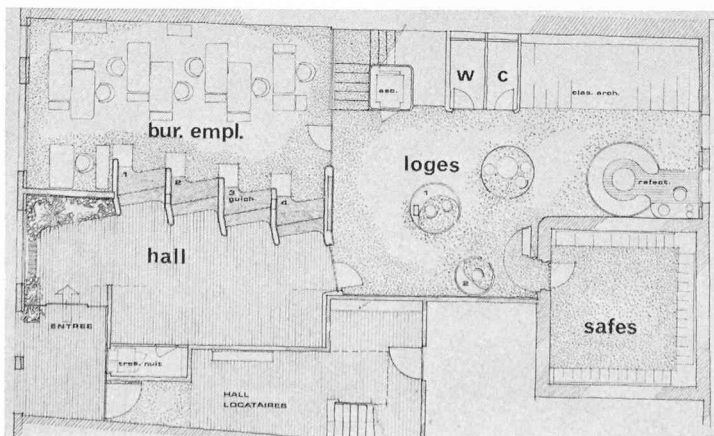 W
C
asc.
clas. arch.
bur. empl.
loges
1
2
3
guich.
4
1
refect.
hall
2
safes
ENTREE
tres. nuit
HALL
LOCATAIRES